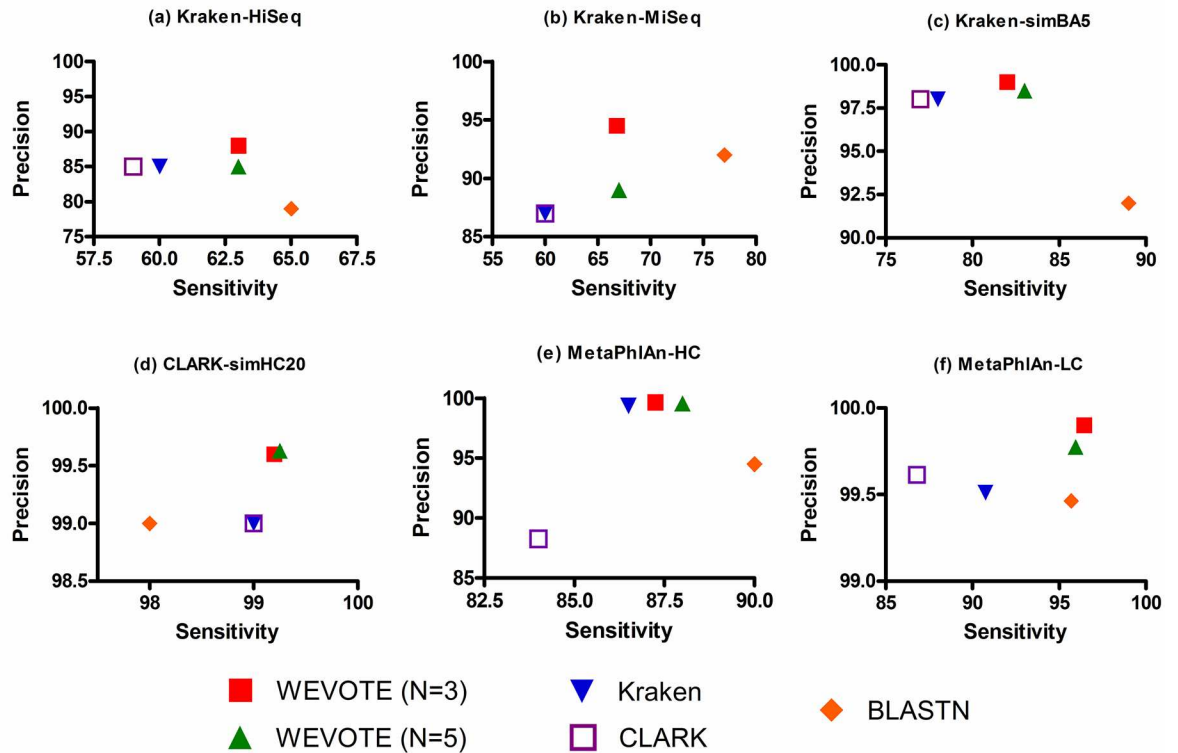 (a) Kraken-HiSeq
100
95
90
85
80
75
57.5 60.0 62.5 65.0 67.5
Precision
Sensitivity
(b) Kraken-MiSeq
100
95
90
85
55 60 65 70 75 80
Precision
Sensitivity
(c) Kraken-simBA5
100.0
97.5
95.0
92.5
90.0
75 80 85 90
Precision
Sensitivity
(d) CLARK-simHC20
100.0
99.5
99.0
98.5
98 99 100
Precision
Sensitivity
(e) MetaPhlAn-HC
100
95
90
85
82.5 85.0 87.5 90.0
Precision
Sensitivity
(f) MetaPhlAn-LC
100.0
99.5
99.0
85 90 95 100
Precision
Sensitivity
WEVOTE (N=3)
WEVOTE (N=5)
Kraken
CLARK
BLASTN